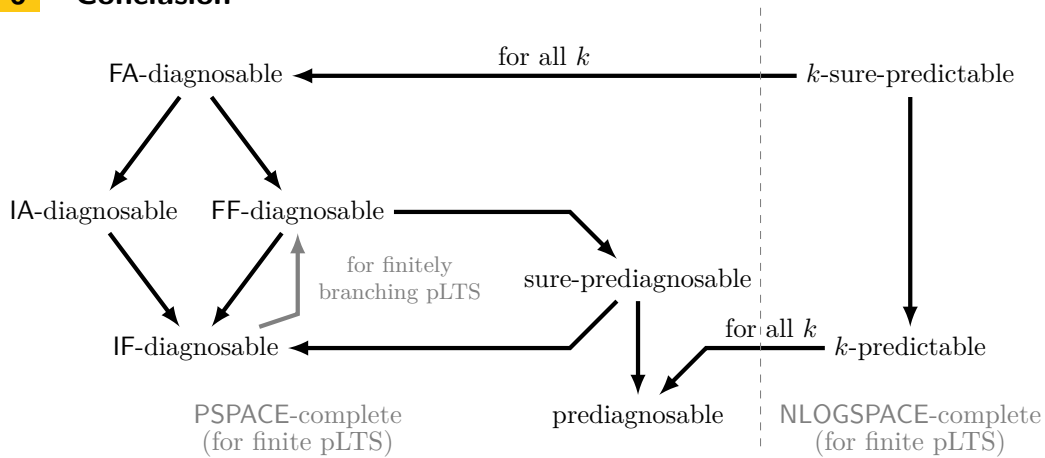 6 Conclusion
for all k
FA-diagnosable
k-sure-predictable
IA-diagnosable
FF-diagnosable
for finitely
branching pLTS
sure-prediagnosable
for all k
IF-diagnosable
k-predictable
PSPACE-complete
(for finite pLTS)
prediagnosable
NLOGSPACE-complete
(for finite pLTS)